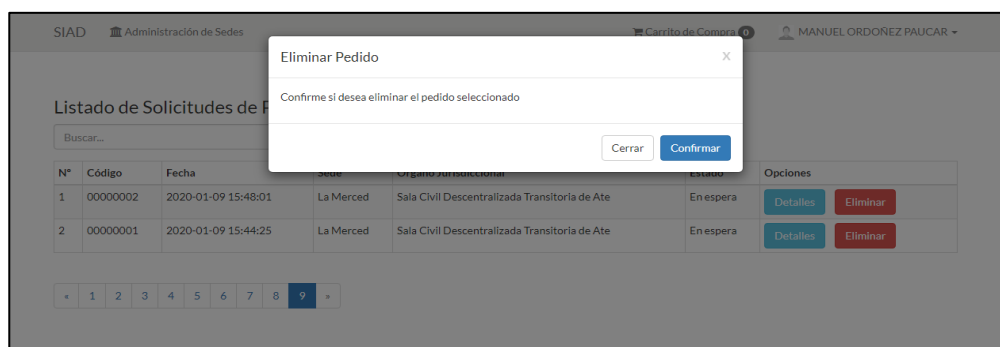 SIAD Administración de Sedes Carrito de Compra 0 MANUEL ORDOÑEZ PAUCAR
Eliminar Pedido X
Confirme si desea eliminar el pedido seleccionado
Cerrar Confirmar
Listado de Solicitudes de
Buscar...
N° Código Fecha Sede Órgano Jurisdiccional Estado Opciones
1 00000002 2020-01-09 15:48:01 La Merced Sala Civil Descentralizada Transitoria de Ate En espera Detalles Eliminar
2 00000001 2020-01-09 15:44:25 La Merced Sala Civil Descentralizada Transitoria de Ate En espera Detalles Eliminar
« 1 2 3 4 5 6 7 8 9 »